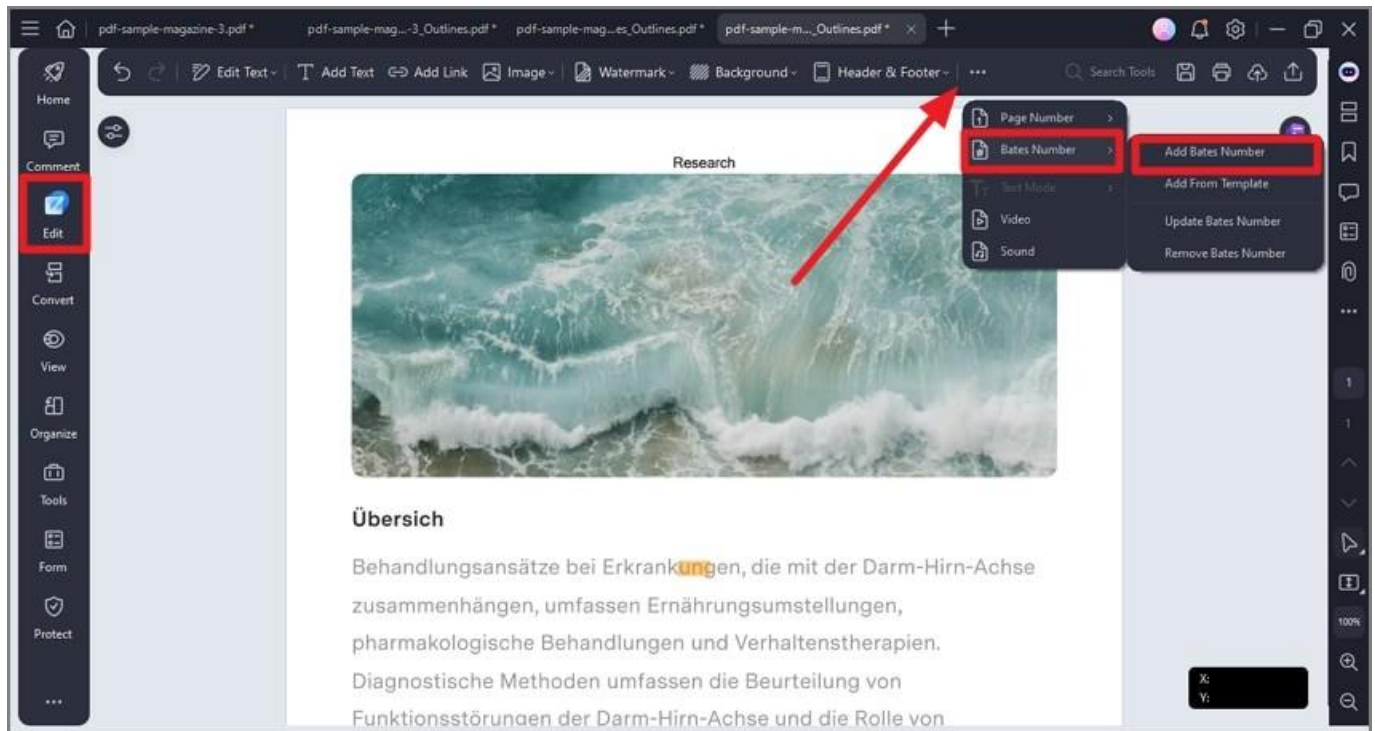 pdf-sample-magazine-3.pdf *
pdf-sample-mag...-3_Outlines.pdf *
pdf-sample-mag...es_Outlines.pdf *
pdf-sample-m..._Outlines.pdf *
Home
Edit Text
Add Text
Add Link
Image
Watermark
Background
Header & Footer
Search Tools
Comment
Edit
Convert
View
Organize
Tools
Form
Protect
Page Number
Bates Number
Text Mode
Video
Sound
Add Bates Number
Add From Template
Update Bates Number
Remove Bates Number
Research
Übersich
Behandlungsansätze bei Erkrankungen, die mit der Darm-Hirn-Achse
zusammenhängen, umfassen Ernährungsumstellungen,
pharmakologische Behandlungen und Verhaltenstherapien.
Diagnostische Methoden umfassen die Beurteilung von
Funktionsstörungen der Darm-Hirn-Achse und die Rolle von
1
1
100%
X:
Y: